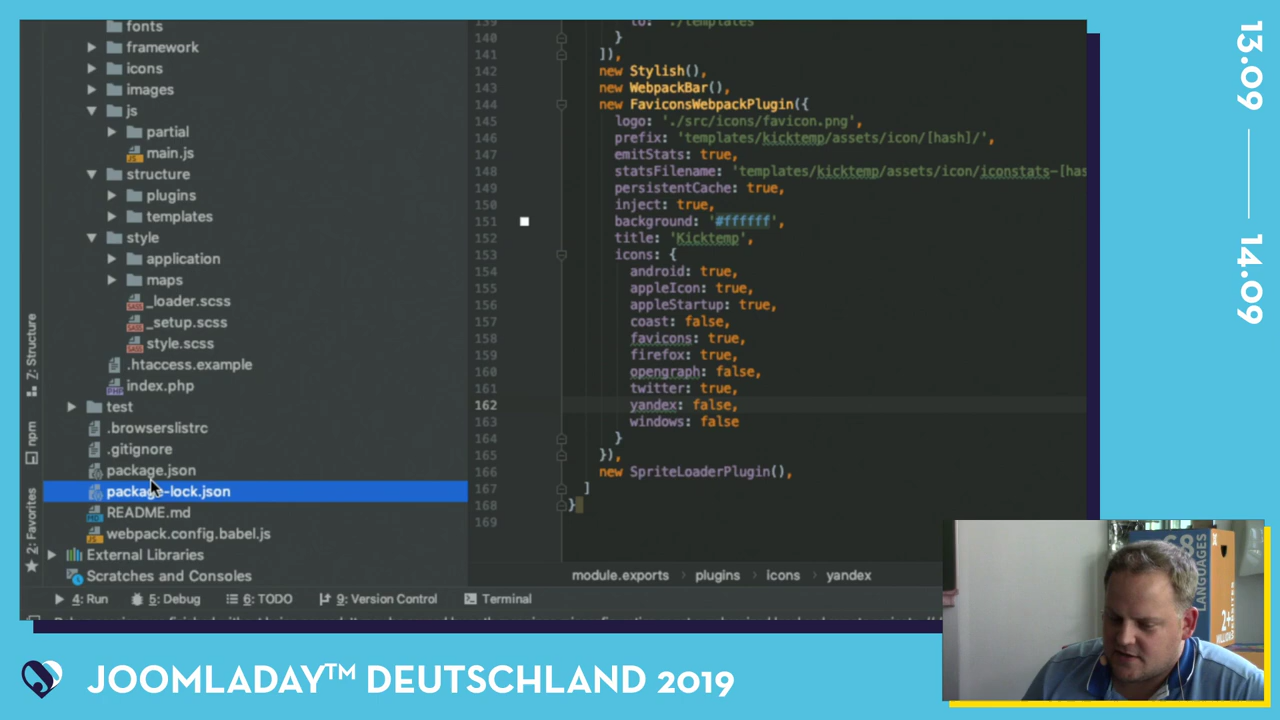 fonts
framework
icons
images
js
partial
main.js
structure
plugins
templates
style
application
maps
_loader.scss
_setup.scss
style.scss
.htaccess.example
index.php
test
.browserslistrc
.gitignore
package.json
package-lock.json
README.md
webpack.config.babel.js
External Libraries
Scratches and Consoles
Z: Structure
npm
2: Favorites
139 to: './templates
140 }
141 ]),
142 new Stylish(),
143 new WebpackBar(),
144 new FaviconsWebpackPlugin({
145 logo: './src/icons/favicon.png',
146 prefix: 'templates/kicktemp/assets/icon/[hash]/',
147 emitStats: true,
148 statsFilename: 'templates/kicktemp/assets/icon/iconstats-[has
149 persistentCache: true,
150 inject: true,
151 background: '#ffffff',
152 title: 'Kicktemp',
153 icons: {
154 android: true,
155 appleIcon: true,
156 appleStartup: true,
157 coast: false,
158 favicons: true,
159 firefox: true,
160 opengraph: false,
161 twitter: true,
162 yandex: false,
163 windows: false
164 }
165 }),
166 new SpriteLoaderPlugin(),
167 ]
168 }
169
module.exports › plugins › icons › yandex
4: Run 5: Debug 6: TODO 9: Version Control Terminal
13.09
14.09
68
LANGUAGES
2+
JOOMLADAY™ DEUTSCHLAND 2019